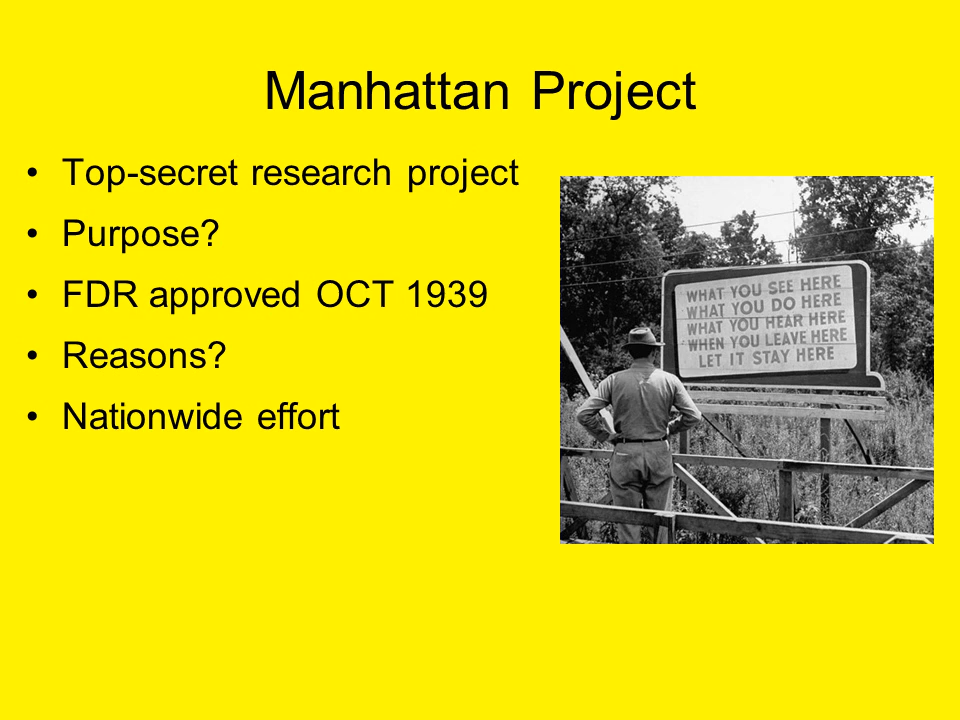 Manhattan Project
• Top-secret research project
• Purpose?
• FDR approved OCT 1939
• Reasons?
• Nationwide effort
WHAT YOU SEE HERE
WHAT YOU DO HERE
WHAT YOU HEAR HERE
WHEN YOU LEAVE HERE
LET IT STAY HERE